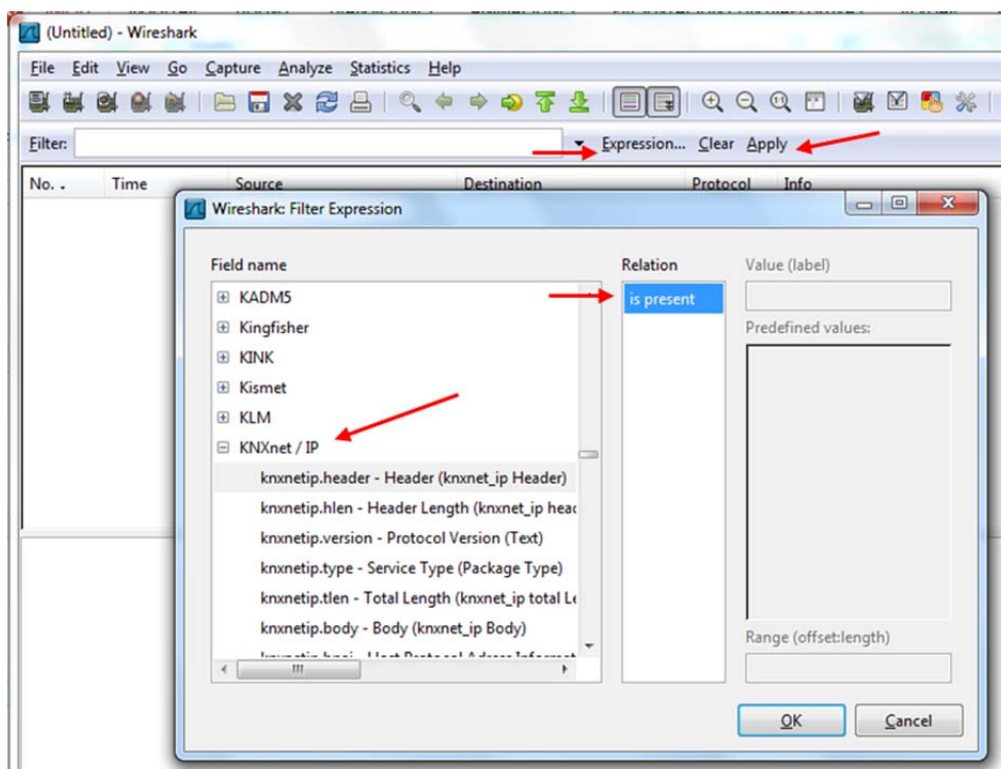 (Untitled) - Wireshark
File Edit View Go Capture Analyze Statistics Help
Filter: Expression... Clear Apply
No. . Time Source Destination Protocol Info
Wireshark: Filter Expression
Field name Relation Value (label)
KADM5 is present
Kingfisher Predefined values:
KINK
Kismet
KLM
KNXnet / IP
knxnetip.header - Header (knxnet_ip Header)
knxnetip.hlen - Header Length (knxnet_ip head
knxnetip.version - Protocol Version (Text)
knxnetip.type - Service Type (Package Type)
knxnetip.tlen - Total Length (knxnet_ip total Le
knxnetip.body - Body (knxnet_ip Body)
Range (offset:length)
OK Cancel